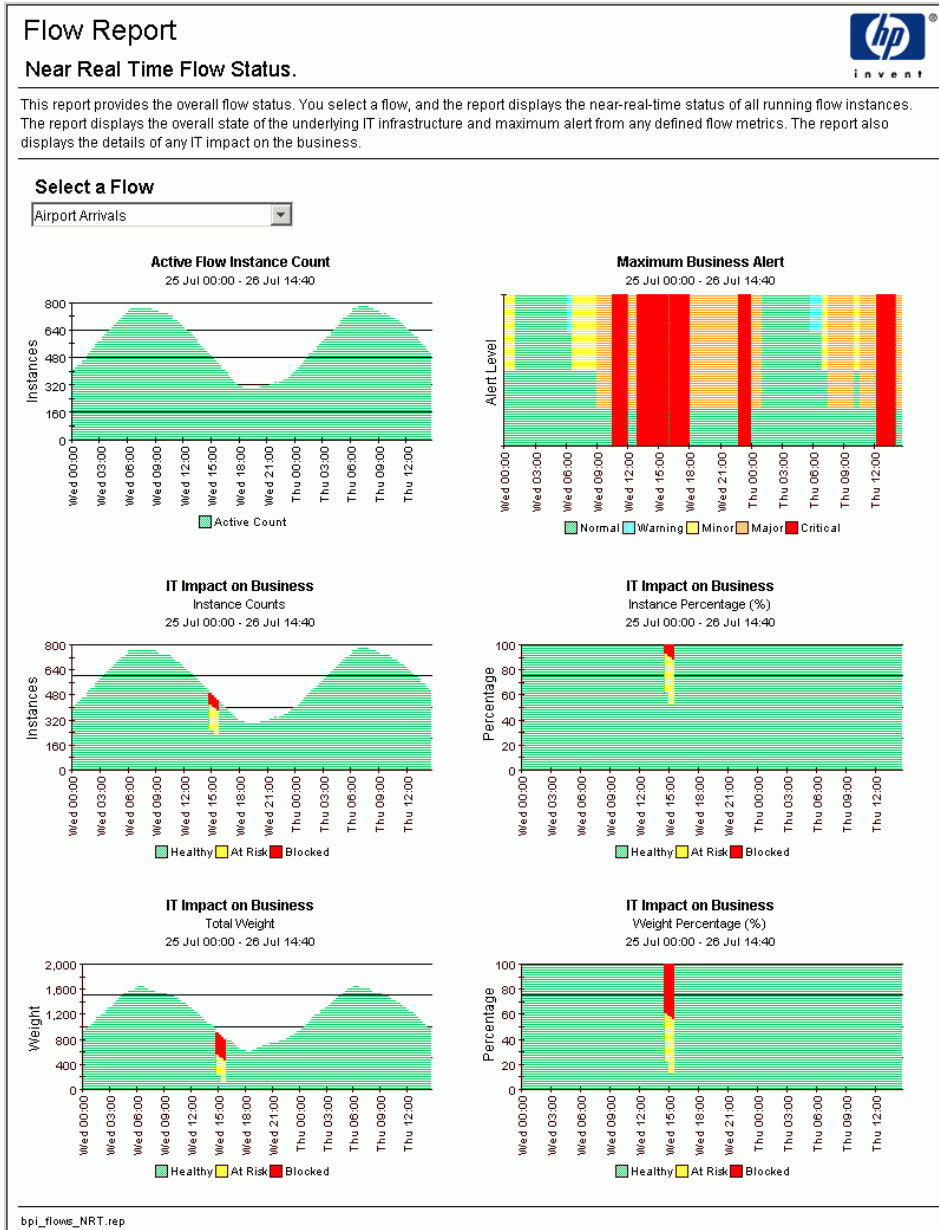 Flow Report
hp
®
invent
Near Real Time Flow Status.
This report provides the overall flow status. You select a flow, and the report displays the near-real-time status of all running flow instances.
The report displays the overall state of the underlying IT infrastructure and maximum alert from any defined flow metrics. The report also
displays the details of any IT impact on the business.
Select a Flow
Airport Arrivals
Active Flow Instance Count
25 Jul 00:00 - 26 Jul 14:40
Instances
800
640
480
320
160
0
Wed 00:00
Wed 03:00
Wed 06:00
Wed 09:00
Wed 12:00
Wed 15:00
Wed 18:00
Wed 21:00
Thu 00:00
Thu 03:00
Thu 06:00
Thu 09:00
Thu 12:00
Active Count
Maximum Business Alert
25 Jul 00:00 - 26 Jul 14:40
Alert Level
Wed 00:00
Wed 03:00
Wed 06:00
Wed 09:00
Wed 12:00
Wed 15:00
Wed 18:00
Wed 21:00
Thu 00:00
Thu 03:00
Thu 06:00
Thu 09:00
Thu 12:00
Normal Warning Minor Major Critical
IT Impact on Business
Instance Counts
25 Jul 00:00 - 26 Jul 14:40
Instances
800
640
480
320
160
0
Wed 00:00
Wed 03:00
Wed 06:00
Wed 09:00
Wed 12:00
Wed 15:00
Wed 18:00
Wed 21:00
Thu 00:00
Thu 03:00
Thu 06:00
Thu 09:00
Thu 12:00
Healthy At Risk Blocked
IT Impact on Business
Instance Percentage (%)
25 Jul 00:00 - 26 Jul 14:40
Percentage
100
80
60
40
20
0
Wed 00:00
Wed 03:00
Wed 06:00
Wed 09:00
Wed 12:00
Wed 15:00
Wed 18:00
Wed 21:00
Thu 00:00
Thu 03:00
Thu 06:00
Thu 09:00
Thu 12:00
Healthy At Risk Blocked
IT Impact on Business
Total Weight
25 Jul 00:00 - 26 Jul 14:40
Weight
2,000
1,600
1,200
800
400
0
Wed 00:00
Wed 03:00
Wed 06:00
Wed 09:00
Wed 12:00
Wed 15:00
Wed 18:00
Wed 21:00
Thu 00:00
Thu 03:00
Thu 06:00
Thu 09:00
Thu 12:00
Healthy At Risk Blocked
IT Impact on Business
Weight Percentage (%)
25 Jul 00:00 - 26 Jul 14:40
Percentage
100
80
60
40
20
0
Wed 00:00
Wed 03:00
Wed 06:00
Wed 09:00
Wed 12:00
Wed 15:00
Wed 18:00
Wed 21:00
Thu 00:00
Thu 03:00
Thu 06:00
Thu 09:00
Thu 12:00
Healthy At Risk Blocked
bpi_flows_NRT.rep